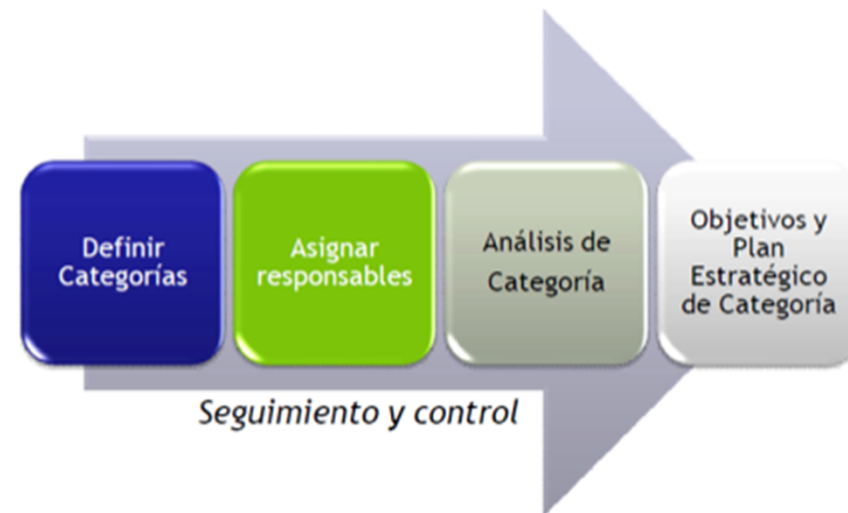 Definir
Categorías
Asignar
responsables
Análisis de
Categoría
Objetivos y
Plan
Estratégico
de Categoría
Seguimiento y control